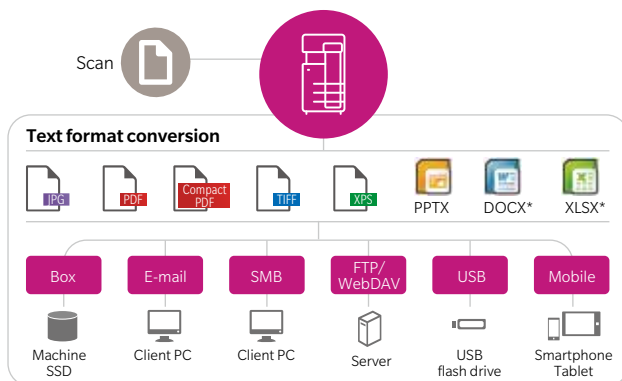 Scan
Text format conversion
JPG
PDF
Compact
PDF
TIFF
XPS
PPTX
DOCX*
XLSX*
Box
E-mail
SMB
FTP/
WebDAV
USB
Mobile
Machine
SSD
Client PC
Client PC
Server
USB
flash drive
Smartphone
Tablet